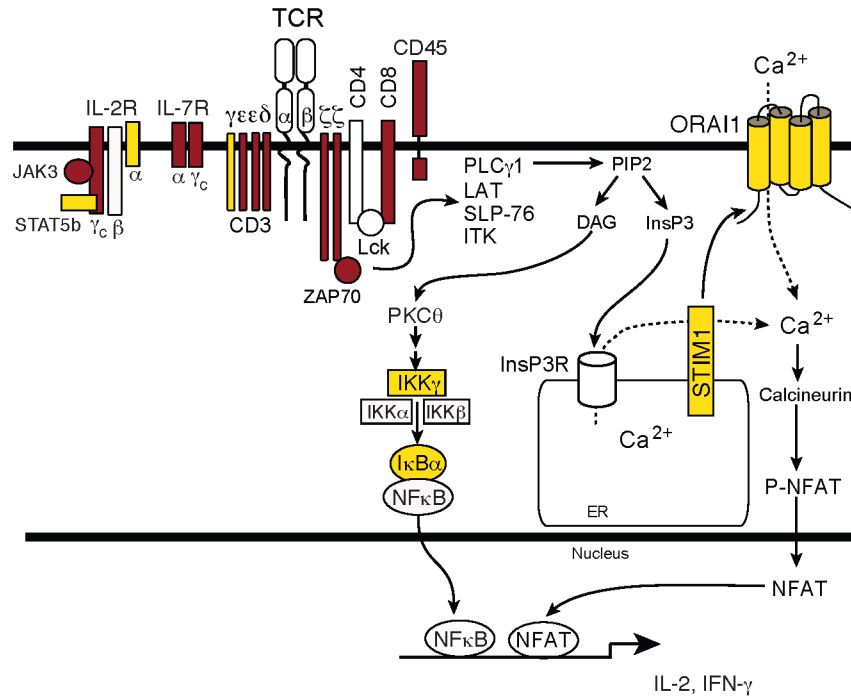 TCR
CD45
CD4
CD8
Ca2+
IL-2R
IL-7R
γεεδ
α
β
ζζ
ORAI1
JAK3
α
α
γc
PLCγ1
PIP2
LAT
SLP-76
ITK
STAT5b
γc
β
CD3
Lck
DAG
InsP3
ZAP70
PKCθ
Ca2+
STIM1
InsP3R
IKKγ
IKKα
IKKβ
Calcineurin
Ca2+
IκBα
NFκB
P-NFAT
ER
Nucleus
NFAT
NFκB
NFAT
IL-2, IFN-γ